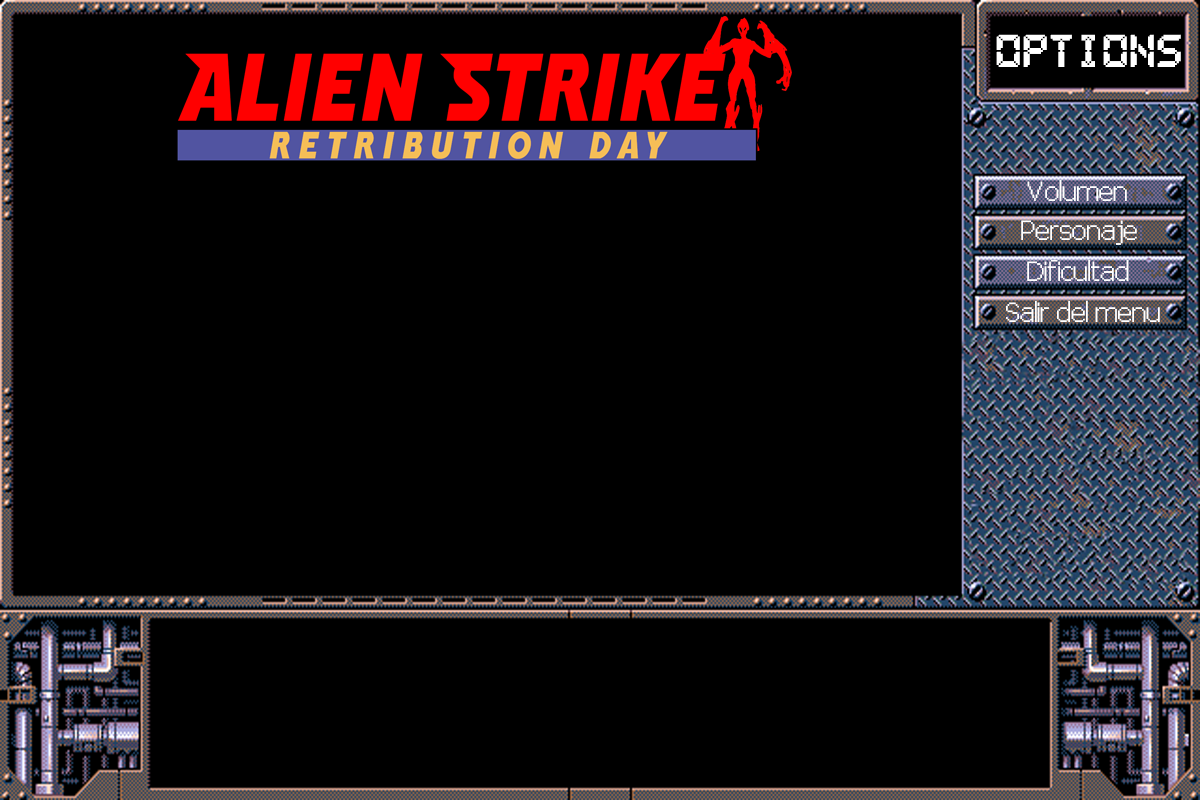 ALIEN STRIKE
RETRIBUTION DAY
OPTIONS
Volumen
Personaje
Dificultad
Salir del menu